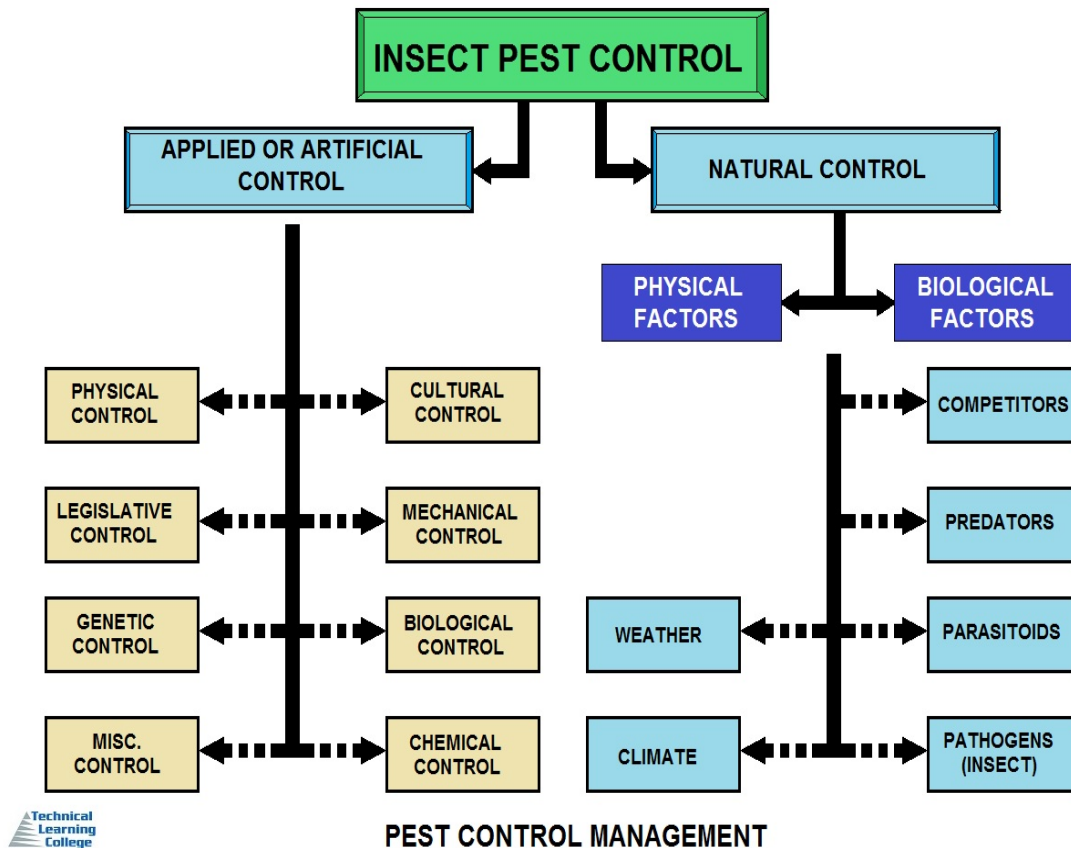 INSECT PEST CONTROL
APPLIED OR ARTIFICIAL
CONTROL
NATURAL CONTROL
PHYSICAL
FACTORS
BIOLOGICAL
FACTORS
PHYSICAL
CONTROL
CULTURAL
CONTROL
COMPETITORS
LEGISLATIVE
CONTROL
MECHANICAL
CONTROL
PREDATORS
GENETIC
CONTROL
BIOLOGICAL
CONTROL
WEATHER
PARASITOIDS
MISC.
CONTROL
CHEMICAL
CONTROL
CLIMATE
PATHOGENS
(INSECT)
Technical
Learning
College
PEST CONTROL MANAGEMENT